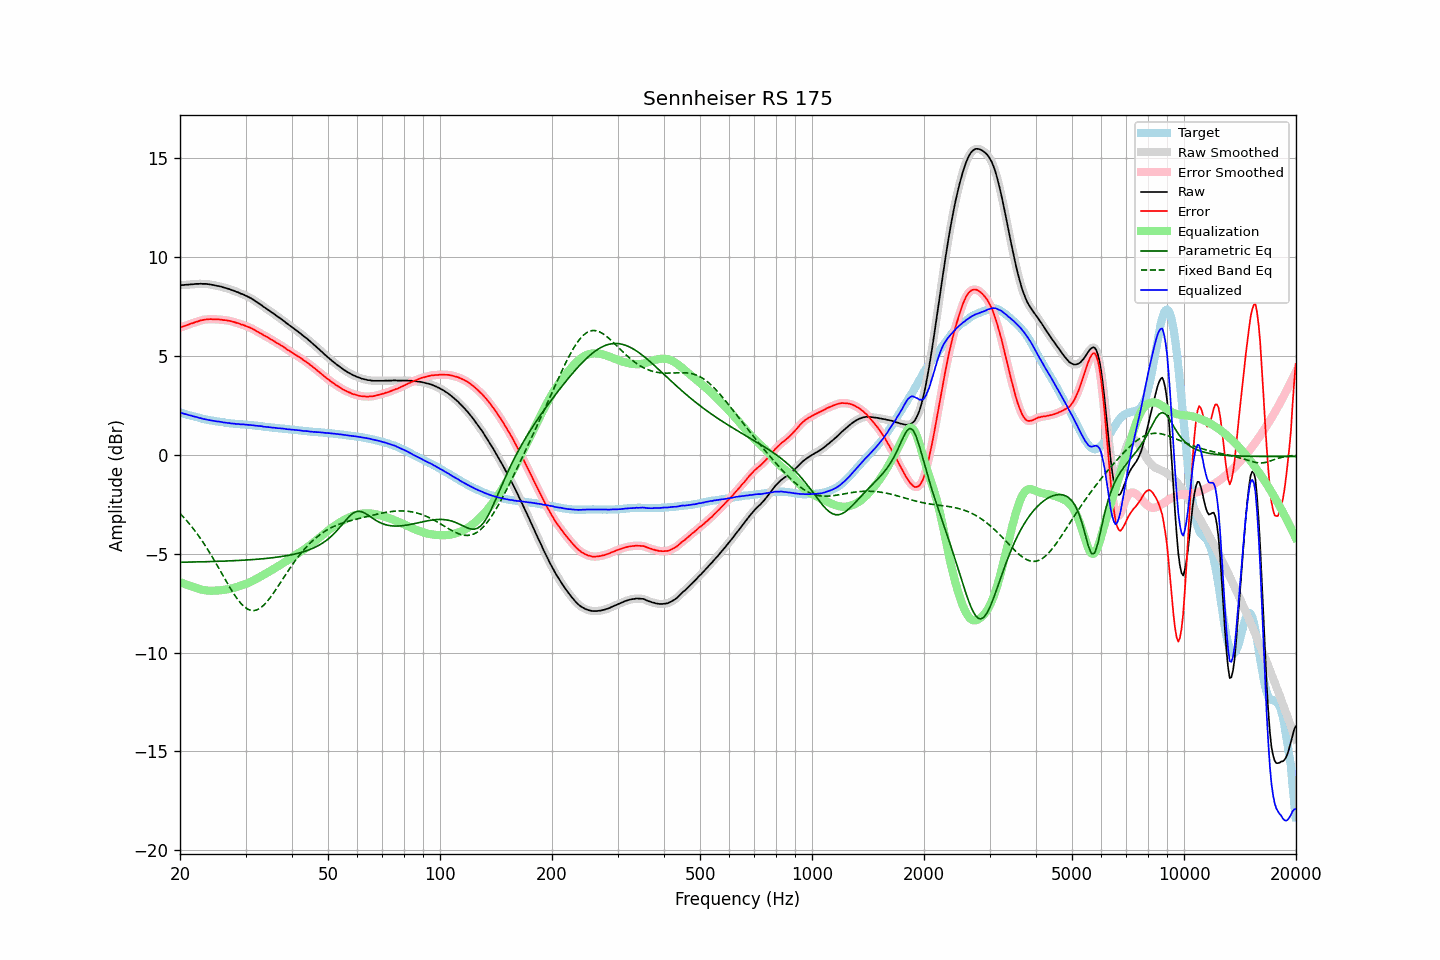 Sennheiser RS 175
Target
Raw Smoothed
Error Smoothed
Raw
Error
Equalization
Parametric Eq
Fixed Band Eq
Equalized
15
10
5
0
−5
−10
−15
−20
Amplitude (dBr)
20 50 100 200 500 1000 2000 5000 10000 20000
Frequency (Hz)